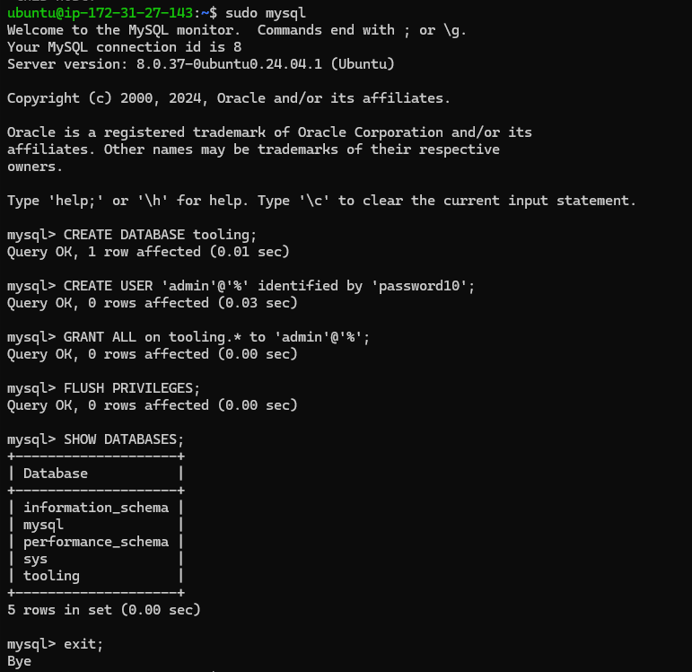 ubuntu@ip-172-31-27-143:~$ sudo mysql
Welcome to the MySQL monitor.  Commands end with ; or \g.
Your MySQL connection id is 8
Server version: 8.0.37-0ubuntu0.24.04.1 (Ubuntu)

Copyright (c) 2000, 2024, Oracle and/or its affiliates.

Oracle is a registered trademark of Oracle Corporation and/or its
affiliates. Other names may be trademarks of their respective
owners.

Type 'help;' or '\h' for help. Type '\c' to clear the current input statement.

mysql> CREATE DATABASE tooling;
Query OK, 1 row affected (0.01 sec)

mysql> CREATE USER 'admin'@'%' identified by 'password10';
Query OK, 0 rows affected (0.03 sec)

mysql> GRANT ALL on tooling.* to 'admin'@'%';
Query OK, 0 rows affected (0.00 sec)

mysql> FLUSH PRIVILEGES;
Query OK, 0 rows affected (0.00 sec)

mysql> SHOW DATABASES;
+--------------------+
| Database           |
+--------------------+
| information_schema |
| mysql              |
| performance_schema |
| sys                |
| tooling            |
+--------------------+
5 rows in set (0.00 sec)

mysql> exit;
Bye